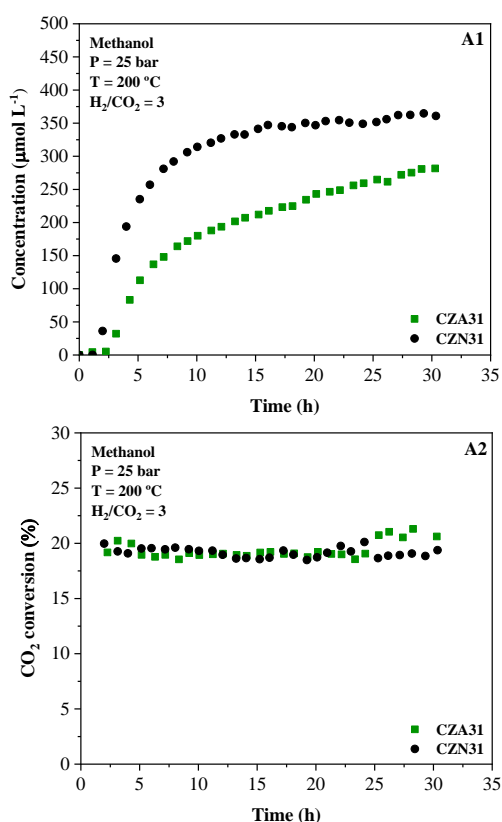 A1
Methanol
P = 25 bar
T = 200 ºC
H₂/CO₂ = 3
Concentration (µmol L⁻¹)
500
450
400
350
300
250
200
150
100
50
0
CZA31
CZN31
0 5 10 15 20 25 30 35
Time (h)
A2
Methanol
P = 25 bar
T = 200 ºC
H₂/CO₂ = 3
CO₂ conversion (%)
30
25
20
15
10
5
0
CZA31
CZN31
0 5 10 15 20 25 30 35
Time (h)